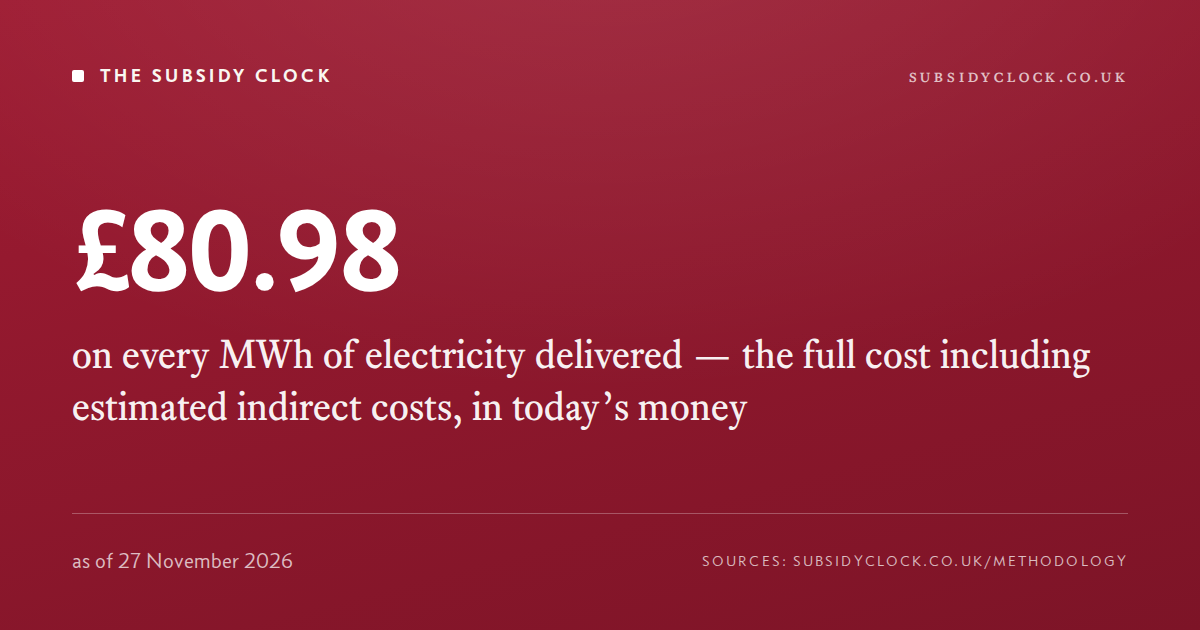 THE SUBSIDY CLOCK
SUBSIDYCLOCK.CO.UK
£80.98
on every MWh of electricity delivered — the full cost including
estimated indirect costs, in today’s money
as of 27 November 2026
SOURCES: SUBSIDYCLOCK.CO.UK/METHODOLOGY